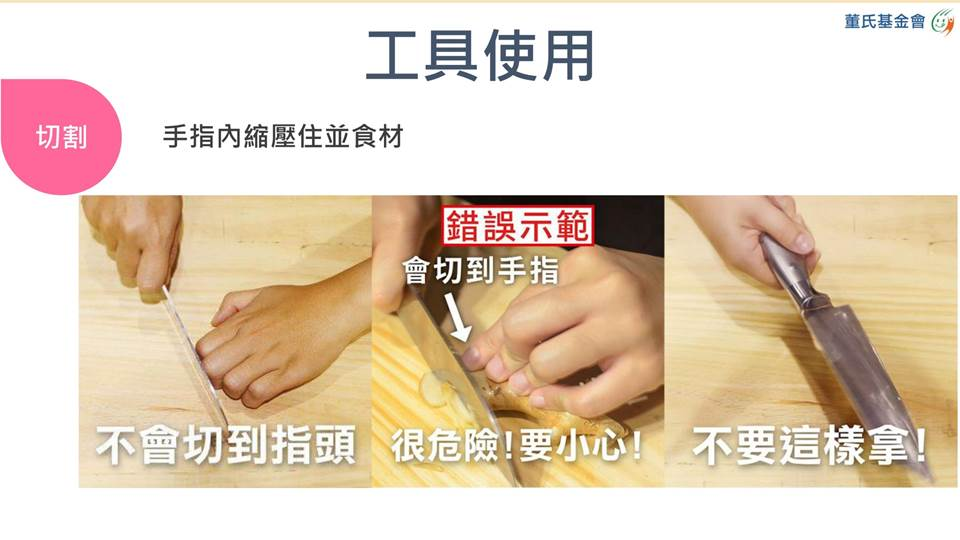 董氏基金會
工具使用
切割
手指內縮壓住並食材
錯誤示範
會切到手指
不會切到指頭
很危險！要小心！
不要這樣拿！